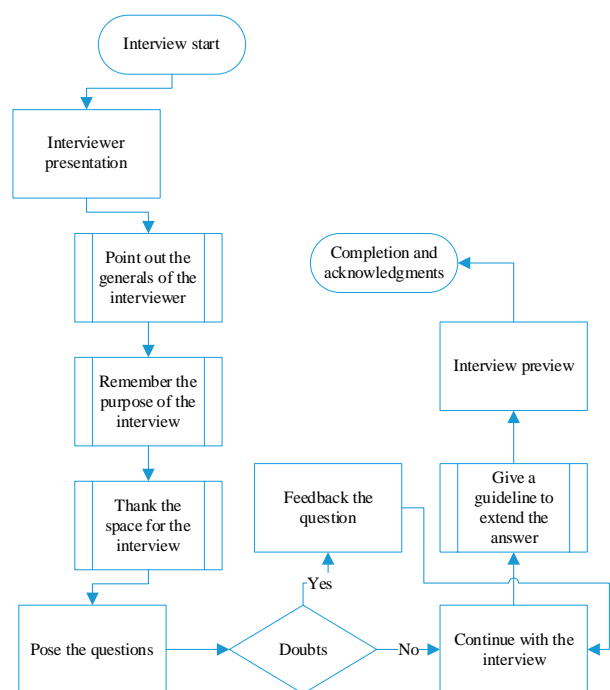 Interview start
Interviewer
presentation
Point out the
generals of the
interviewer
Remember the
purpose of the
interview
Thank the
space for the
interview
Pose the questions
Doubts
Yes
No
Feedback the
question
Continue with the
interview
Give a
guideline to
extend the
answer
Interview preview
Completion and
acknowledgments